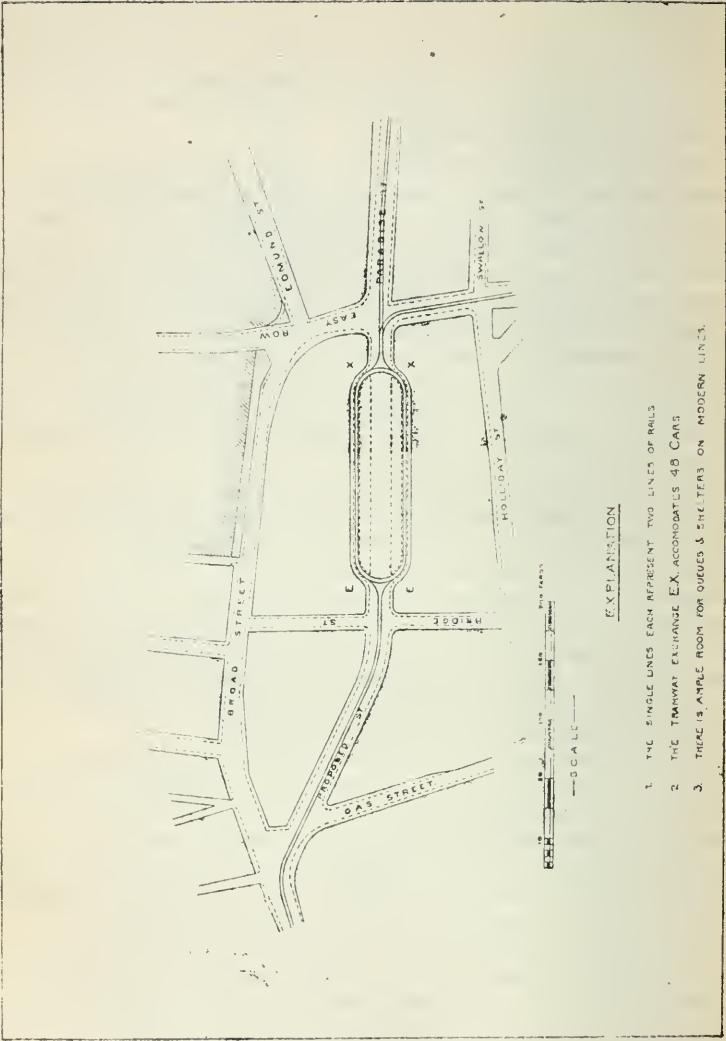 EDMUND ST
EASY
ROW
PARADISE ST
SWALLOW ST
X
X
HOLLIDAY ST
BROAD STREET
E
E
BRIDGE
ST
PROPOSED ST
GAS STREET
SCALE
EXPLANATION
1. THE SINGLE LINES EACH REPRESENT TWO LINES OF RAILS
2 THE TRAMWAY EXCHANGE E.X. ACCOMODATES 48 CARS
3. THERE IS AMPLE ROOM FOR QUEUES & SHELTERS ON MODERN LINES.